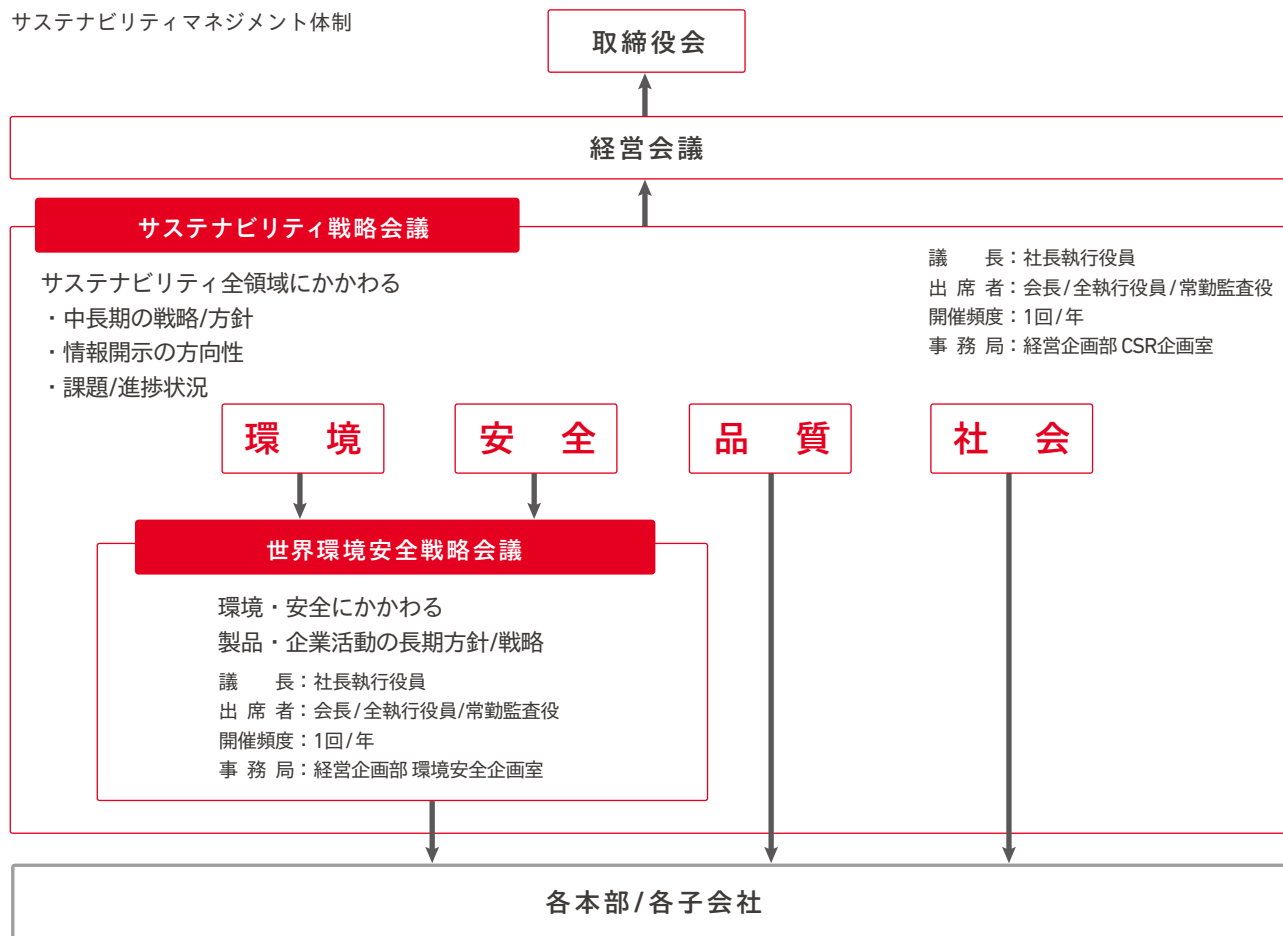 サステナビリティマネジメント体制
取締役会
経営会議
サステナビリティ戦略会議
サステナビリティ全領域にかかわる
・中長期の戦略/方針
・情報開示の方向性
・課題/進捗状況
議　長：社長執行役員
出席者：会長/全執行役員/常勤監査役
開催頻度：1回/年
事務局：経営企画部 CSR企画室
環　境
安　全
品　質
社　会
世界環境安全戦略会議
環境・安全にかかわる
製品・企業活動の長期方針/戦略
議　長：社長執行役員
出席者：会長/全執行役員/常勤監査役
開催頻度：1回/年
事務局：経営企画部 環境安全企画室
各本部/各子会社